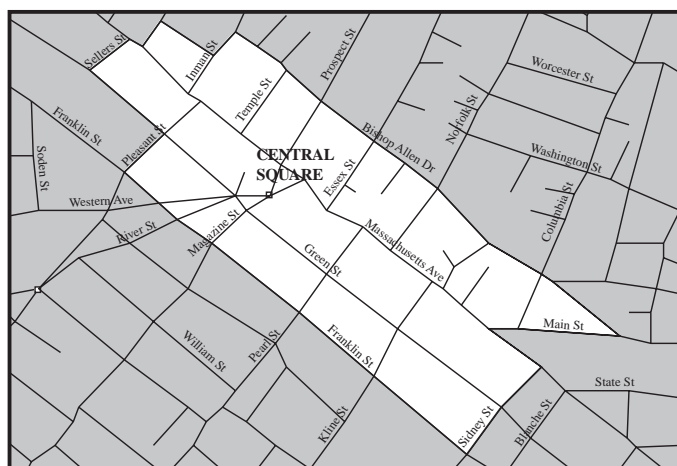 Sellers St
Inman St
Prospect St
Worcester St
Temple St
Norfolk St
Franklin St
Pleasant St
Bishop Allen Dr
CENTRAL
SQUARE
Washington St
Soden St
Essex St
Western Ave
Columbia St
River St
Magazine St
Massachusetts Ave
Green St
Main St
William St
Pearl St
Franklin St
State St
Kline St
Sidney St
Blanche St